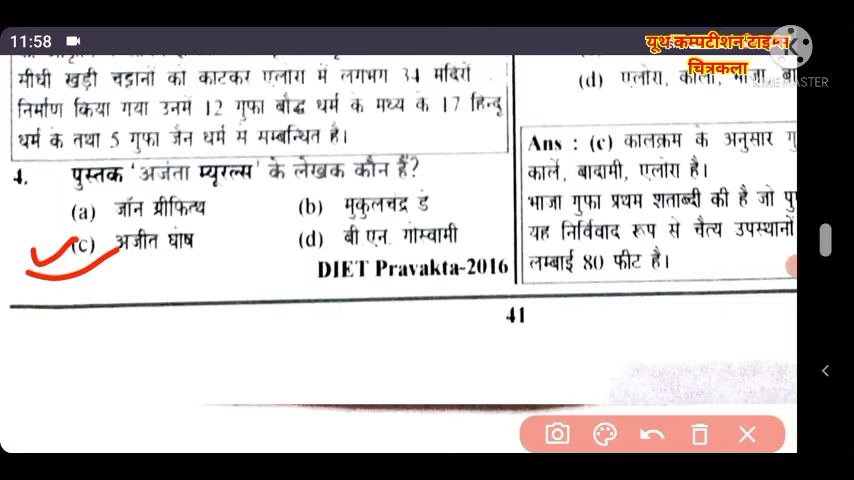 11:58
यूथ कम्पटीशन टाइम्स
चित्रकला
KINEMASTER
सीधी खड़ी चट्टानों को काटकर एलोरा में लगभग 34 मंदिरों
निर्माण किया गया उनमें 12 गुफा बौद्ध धर्म के मध्य के 17 हिन्दू
धर्म के तथा 5 गुफा जैन धर्म से सम्बन्धित है।
4. पुस्तक 'अजंता म्यूरल्स' के लेखक कौन हैं?
(a) जॉन ग्रीफित्थ
(b) मुकुलचंद्र डे
(c) अजीत घोष
(d) बी एन. गोस्वामी
DIET Pravakta-2016
41
(d) एलोरा, कार्ला, भाजा, बा
Ans : (c) कालक्रम के अनुसार गु
कार्ले, बादामी, एलोरा है।
भाजा गुफा प्रथम शताब्दी की है जो पु
यह निर्विवाद रूप से चैत्य उपस्थानों
लम्बाई 80 फीट है।